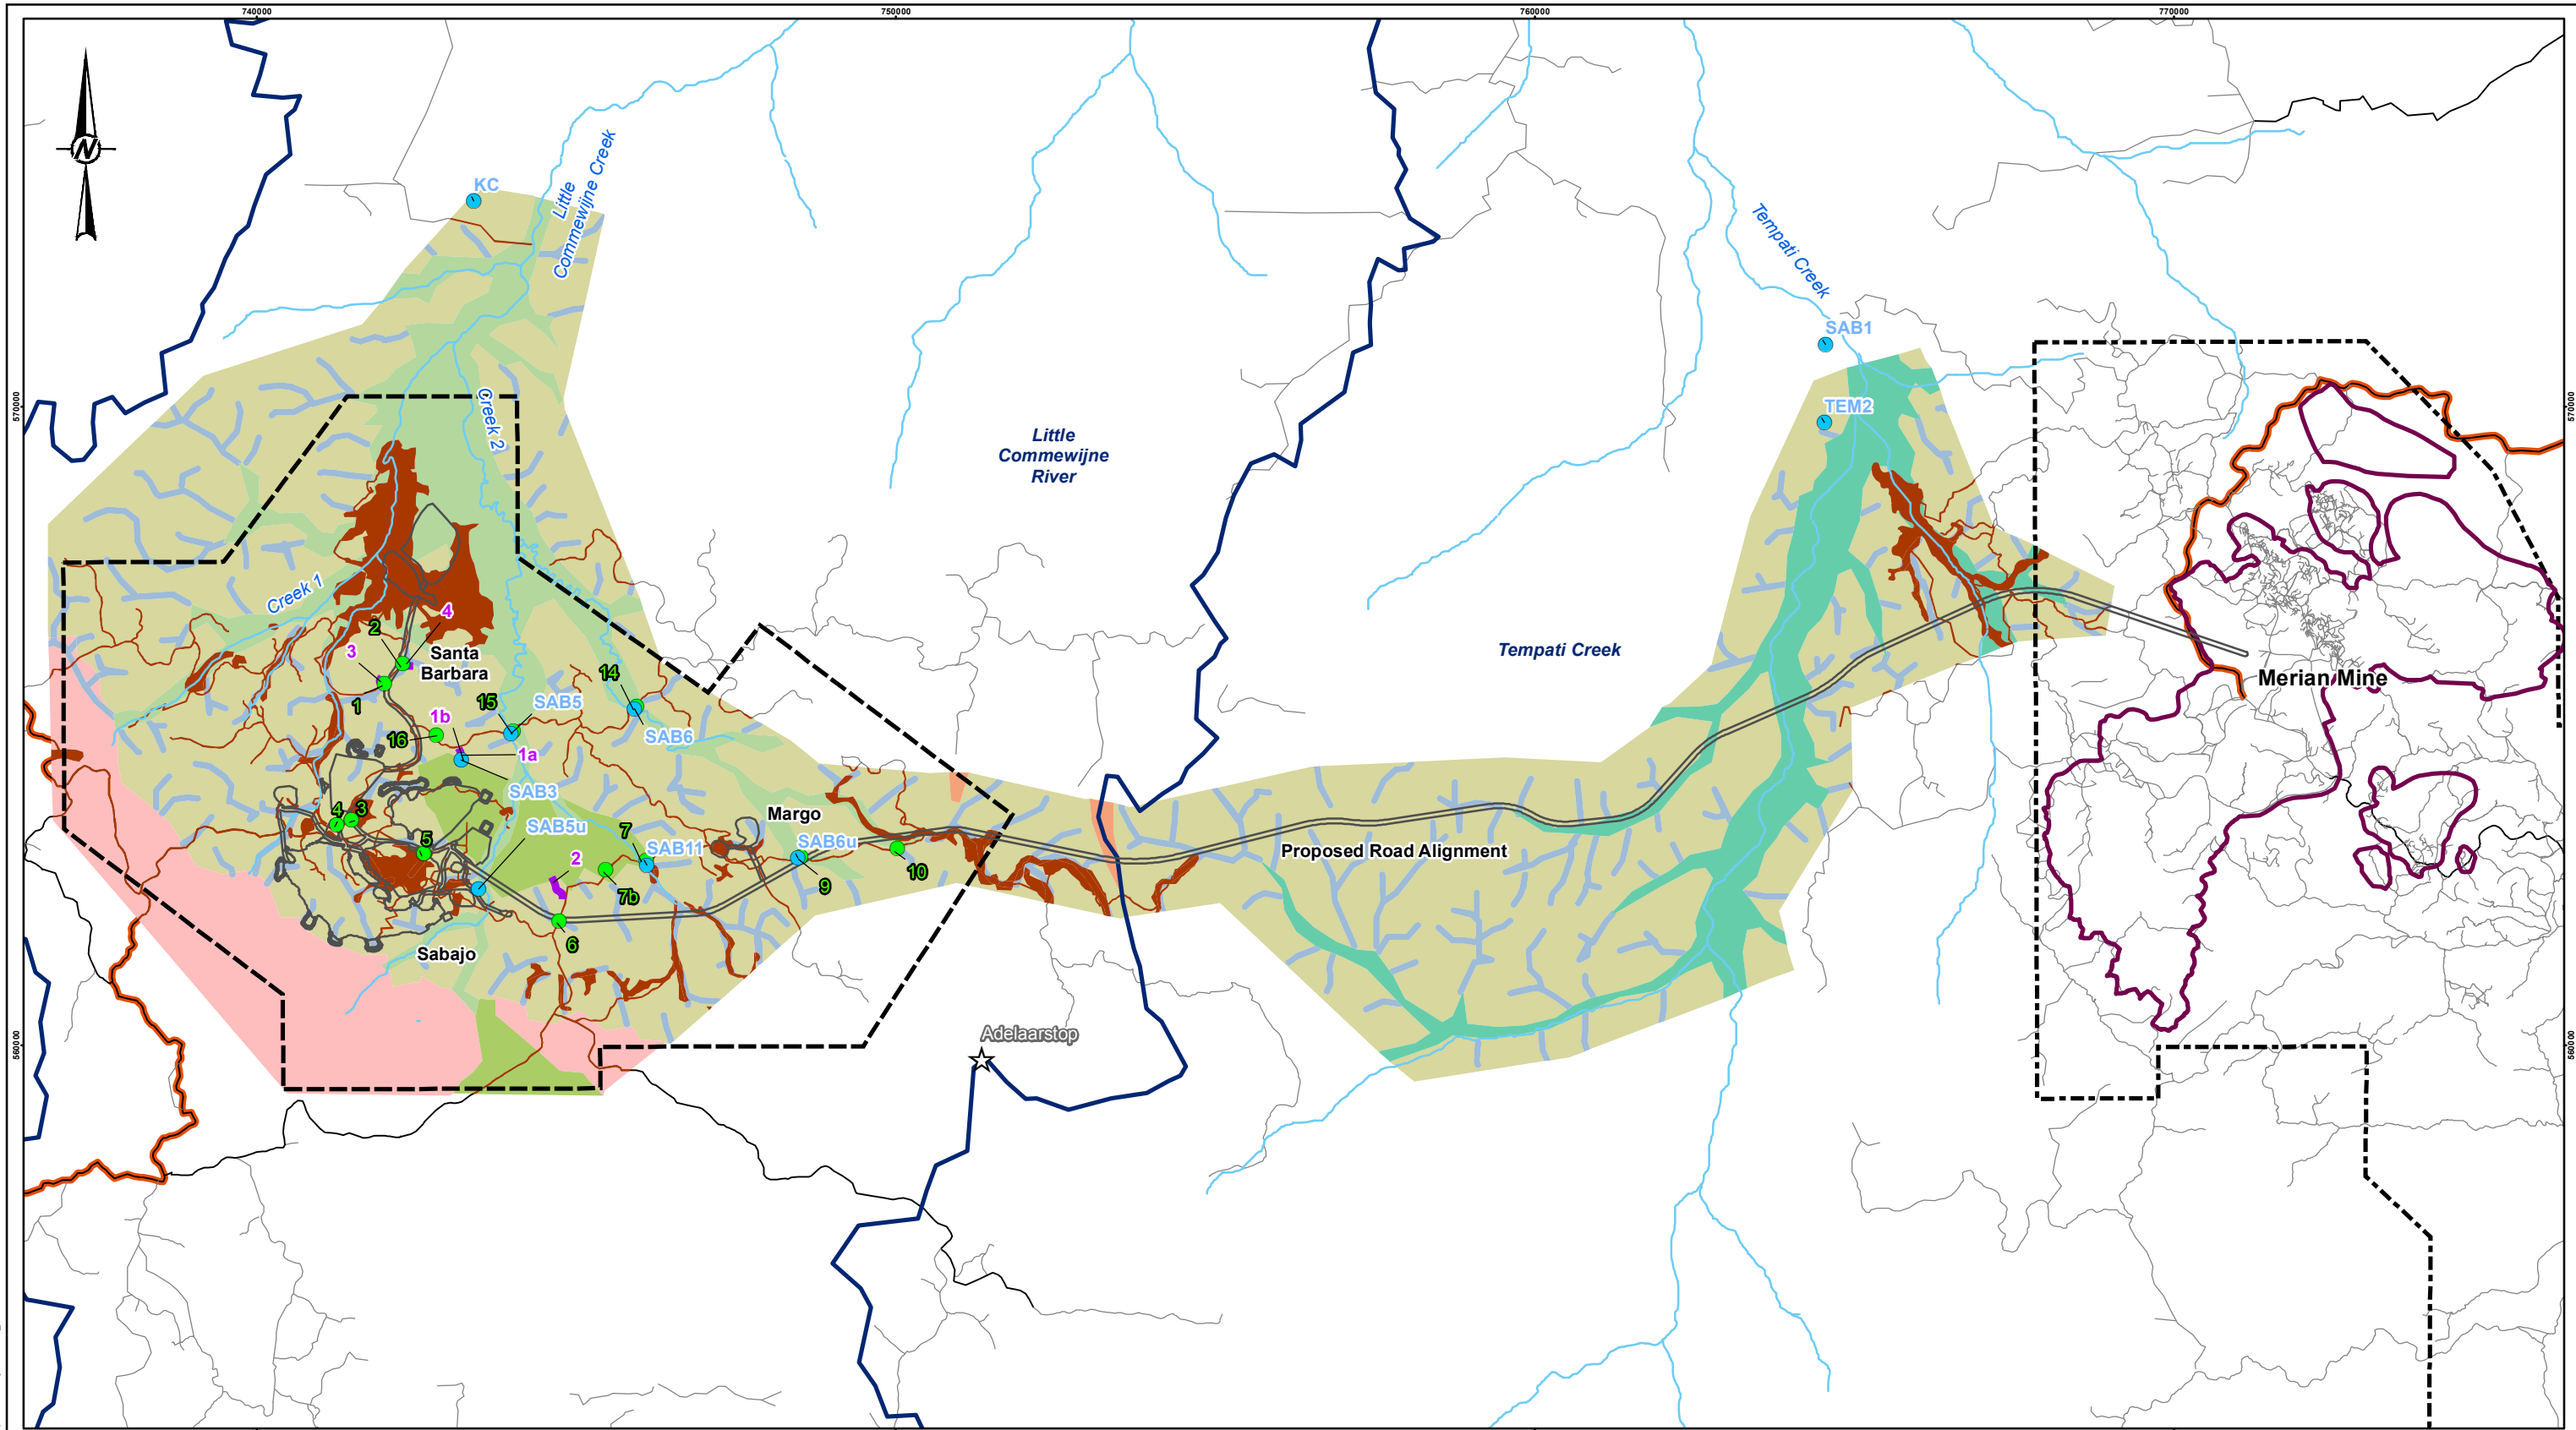 740000
750000
760000
770000
N
KC
Little
Commewijne Creek
Tempati Creek
SAB1
570000
570000
Creek 2
TEM2
Little
Commewijne
River
Creek 1
4
2
3
Santa
Barbara
Tempati Creek
14
Merian Mine
1
15
SAB5
1b
16
SAB6
1a
SAB3
4
3
Margo
SAB5u
7
5
SAB11
SAB6u
Proposed Road Alignment
2
10
9
7b
6
Sabajo
Adelaarstop
560000
560000